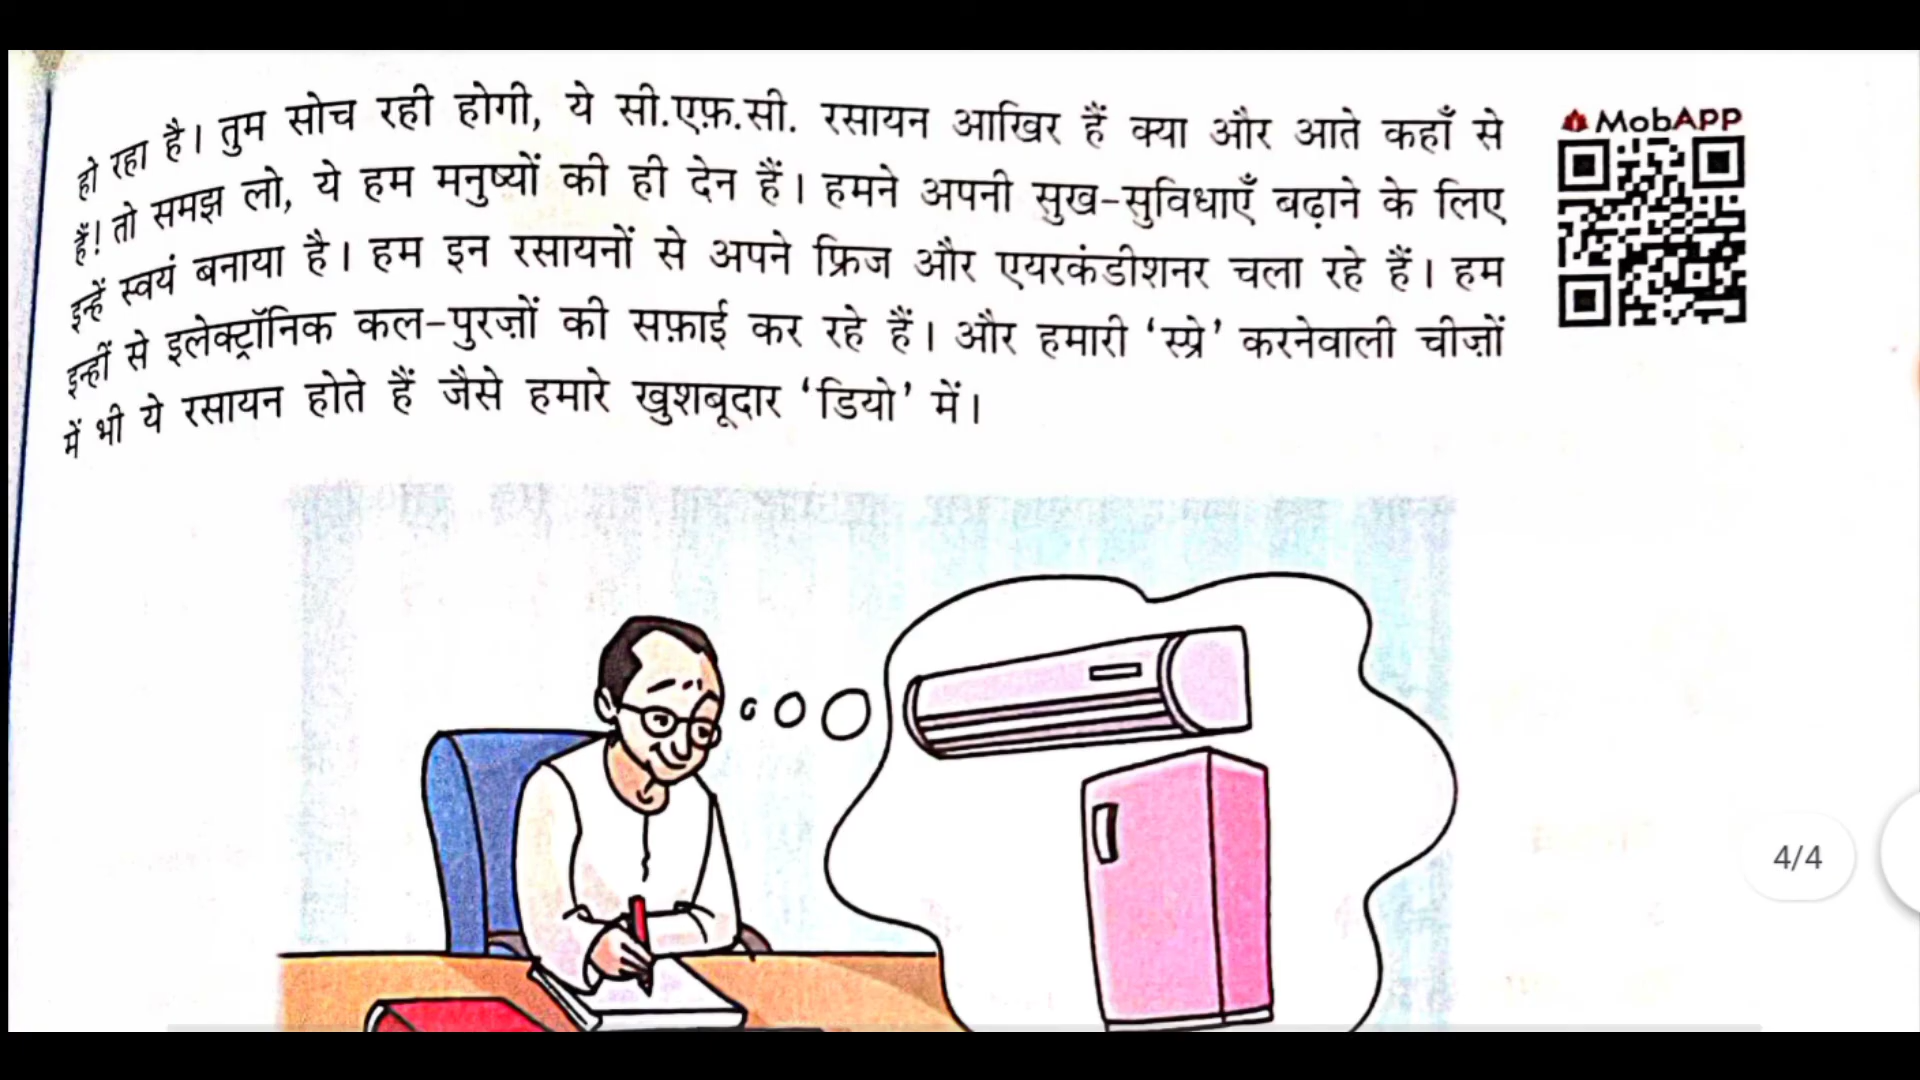 हो रहा है। तुम सोच रही होगी, ये सी.एफ़.सी. रसायन आखिर हैं क्या और आते कहाँ से
हैं! तो समझ लो, ये हम मनुष्यों की ही देन हैं। हमने अपनी सुख-सुविधाएँ बढ़ाने के लिए
इन्हें स्वयं बनाया है। हम इन रसायनों से अपने फ्रिज और एयरकंडीशनर चला रहे हैं। हम
इन्हीं से इलेक्ट्रॉनिक कल-पुरज़ों की सफ़ाई कर रहे हैं। और हमारी ‘स्प्रे’ करनेवाली चीज़ों
में भी ये रसायन होते हैं जैसे हमारे खुशबूदार ‘डियो’ में।
MobAPP
4/4